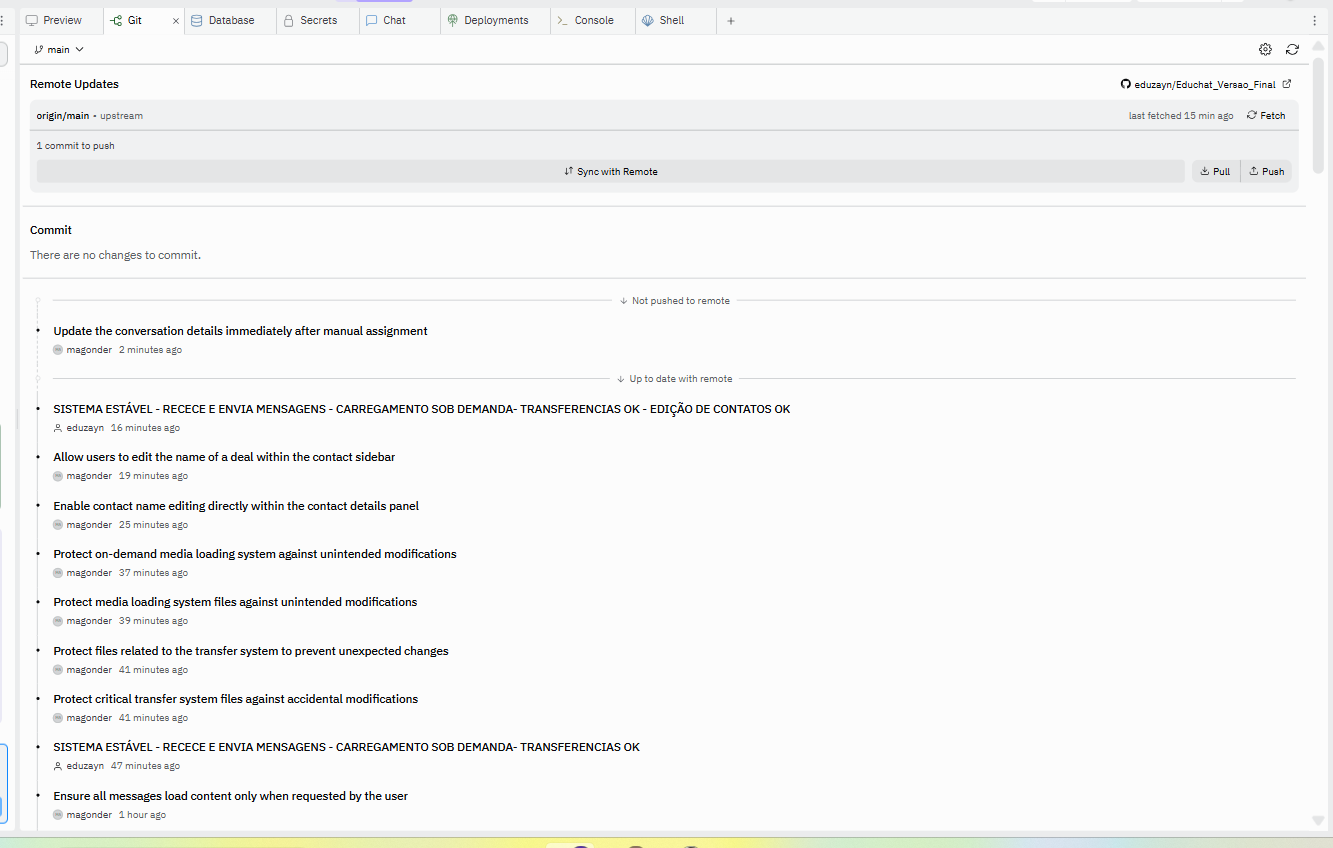 Preview Git Database Secrets Chat Deployments Console Shell
main
Remote Updates eduzayn/Educhat_Versao_Final
origin/main • upstream last fetched 15 min ago Fetch
1 commit to push
Sync with Remote Pull Push
Commit
There are no changes to commit.
Not pushed to remote
Update the conversation details immediately after manual assignment
magonder 2 minutes ago
Up to date with remote
SISTEMA ESTÁVEL - RECECE E ENVIA MENSAGENS - CARREGAMENTO SOB DEMANDA- TRANSFERENCIAS OK - EDIÇÃO DE CONTATOS OK
eduzayn 16 minutes ago
Allow users to edit the name of a deal within the contact sidebar
magonder 19 minutes ago
Enable contact name editing directly within the contact details panel
magonder 25 minutes ago
Protect on-demand media loading system against unintended modifications
magonder 37 minutes ago
Protect media loading system files against unintended modifications
magonder 39 minutes ago
Protect files related to the transfer system to prevent unexpected changes
magonder 41 minutes ago
Protect critical transfer system files against accidental modifications
magonder 41 minutes ago
SISTEMA ESTÁVEL - RECECE E ENVIA MENSAGENS - CARREGAMENTO SOB DEMANDA- TRANSFERENCIAS OK
eduzayn 47 minutes ago
Ensure all messages load content only when requested by the user
magonder 1 hour ago